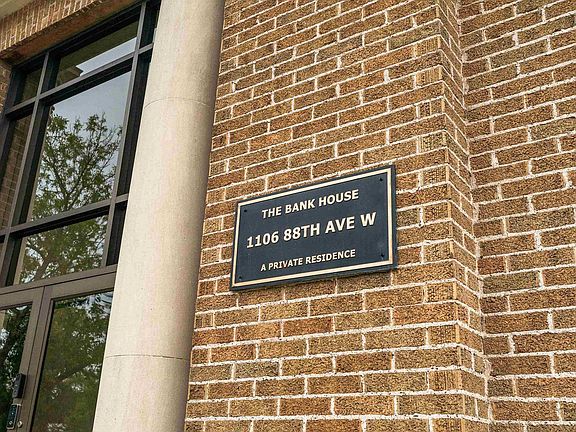 THE BANK HOUSE
1106 88TH AVE W
A PRIVATE RESIDENCE